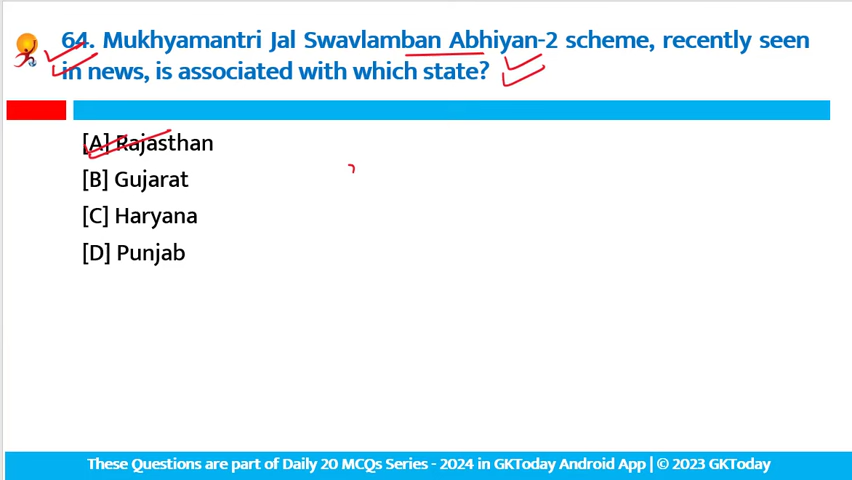 64. Mukhyamantri Jal Swavlamban Abhiyan-2 scheme, recently seen
in news, is associated with which state?
[A] Rajasthan
[B] Gujarat
[C] Haryana
[D] Punjab
These Questions are part of Daily 20 MCQs Series - 2024 in GKToday Android App | © 2023 GKToday